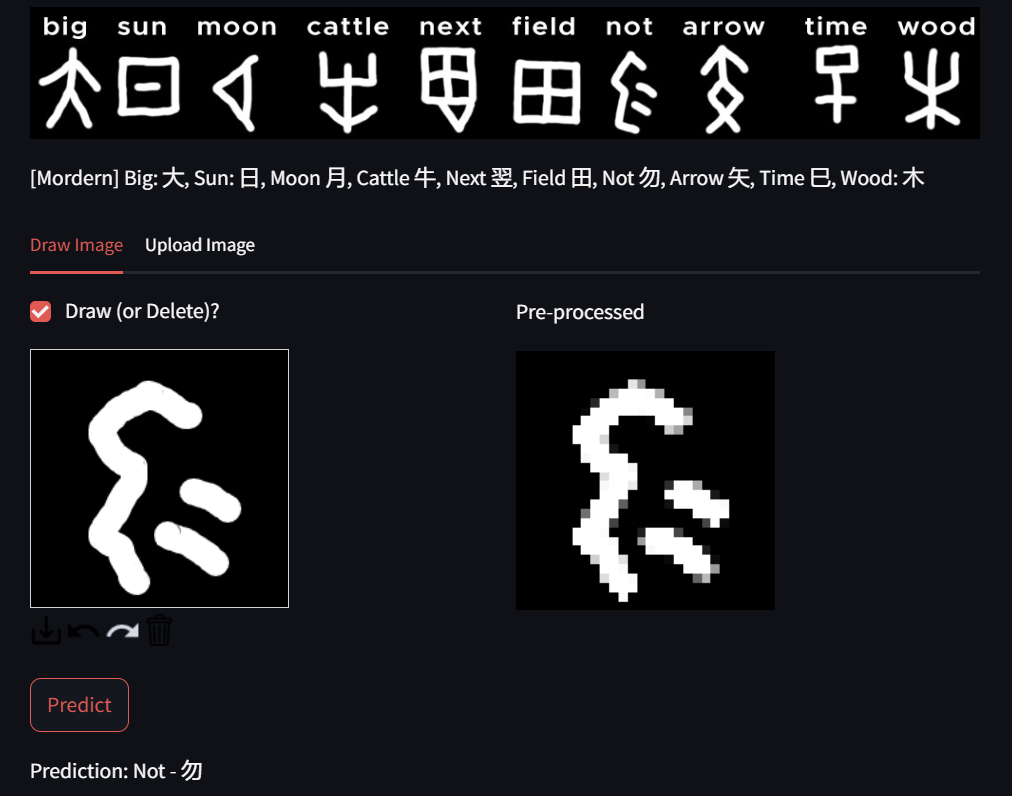 big sun moon cattle next field not arrow time wood
[Mordern] Big: 大, Sun: 日, Moon 月, Cattle 牛, Next 翌, Field 田, Not 勿, Arrow 矢, Time 巳, Wood: 木
Draw Image Upload Image
Draw (or Delete)? Pre-processed
Predict
Prediction: Not - 勿